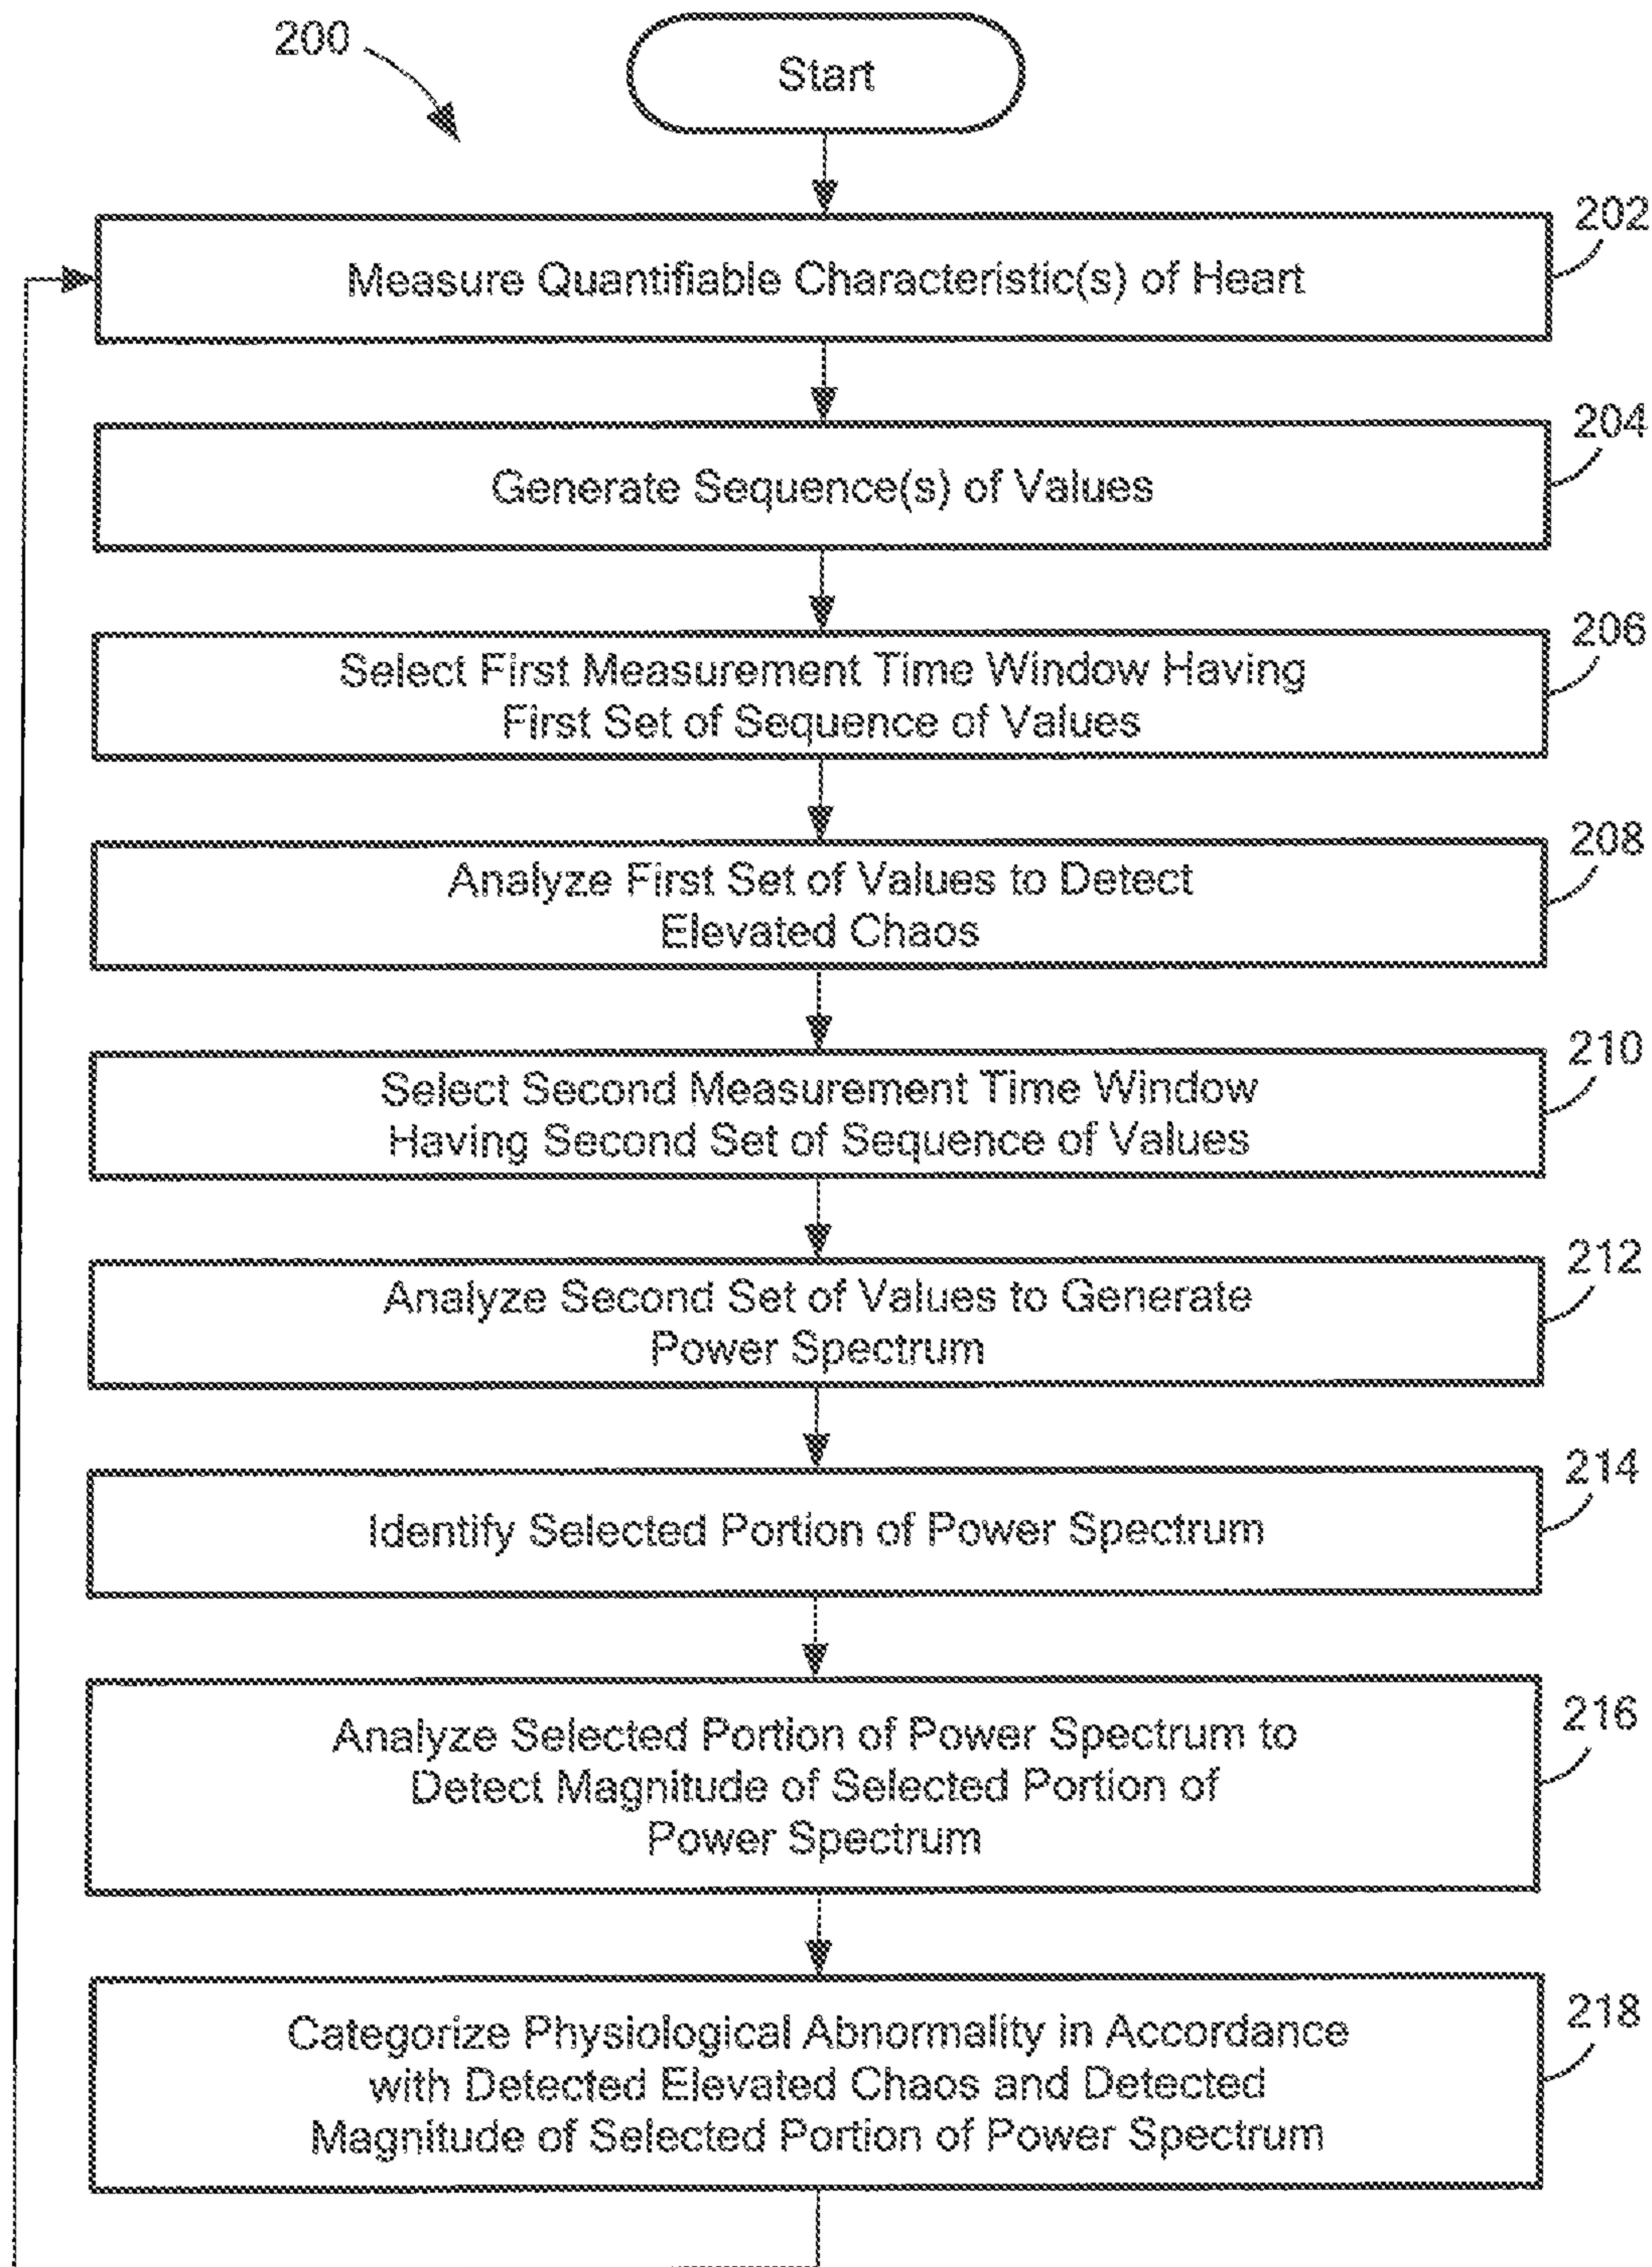 200
Start
202
Measure Quantifiable Characteristic(s) of Heart
204
Generate Sequence(s) of Values
206
Select First Measurement Time Window Having
First Set of Sequence of Values
208
Analyze First Set of Values to Detect
Elevated Chaos
210
Select Second Measurement Time Window
Having Second Set of Sequence of Values
212
Analyze Second Set of Values to Generate
Power Spectrum
214
Identify Selected Portion of Power Spectrum
216
Analyze Selected Portion of Power Spectrum to
Detect Magnitude of Selected Portion of
Power Spectrum
218
Categorize Physiological Abnormality in Accordance
with Detected Elevated Chaos and Detected
Magnitude of Selected Portion of Power Spectrum